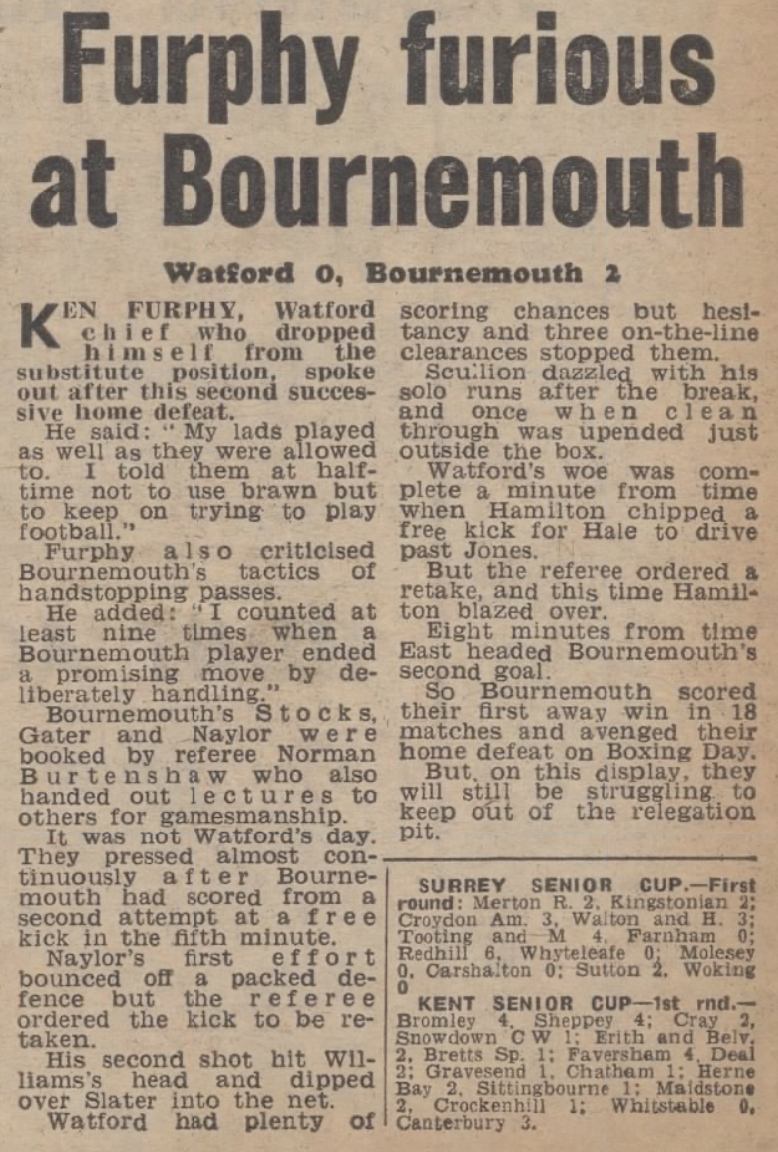 Furphy furious
at Bournemouth
Watford 0, Bournemouth 2
KEN FURPHY, Watford
chief who dropped
himself from the
substitute position, spoke
out after this second succes-
sive home defeat.
He said: "My lads played
as well as they were allowed
to. I told them at half-
time not to use brawn but
to keep on trying to play
football."
Furphy also criticised
Bournemouth's tactics of
handstopping passes.
He added: "I counted at
least nine times when a
Bournemouth player ended
a promising move by de-
liberately handling."
Bournemouth's Stocks,
Gater and Naylor were
booked by referee Norman
Burtenshaw who also
handed out lectures to
others for gamesmanship.
It was not Watford's day.
They pressed almost con-
tinuously after Bourne-
mouth had scored from a
second attempt at a free
kick in the fifth minute.
Naylor's first effort
bounced off a packed de-
fence but the referee
ordered the kick to be re-
taken.
His second shot hit Wil-
liams's head and dipped
over Slater into the net.
Watford had plenty of
scoring chances but hesi-
tancy and three on-the-line
clearances stopped them.
Scullion dazzled with his
solo runs after the break,
and once when clean
through was upended just
outside the box.
Watford's woe was com-
plete a minute from time
when Hamilton chipped a
free kick for Hale to drive
past Jones.
But the referee ordered a
retake, and this time Hamil-
ton blazed over.
Eight minutes from time
East headed Bournemouth's
second goal.
So Bournemouth scored
their first away win in 18
matches and avenged their
home defeat on Boxing Day.
But, on this display, they
will still be struggling to
keep out of the relegation
pit.
SURREY SENIOR CUP.—First
round: Merton R. 2, Kingstonian 2;
Croydon Am. 3, Walton and H. 3;
Tooting and M 4, Farnham 0;
Redhill 6, Whyteleafe 0; Molesey
0, Carshalton 0; Sutton 2, Woking
0
KENT SENIOR CUP—1st rnd.—
Bromley 4, Sheppey 4; Cray 2,
Snowdown C W 1; Erith and Belv.
2, Bretts Sp. 1; Faversham 4, Deal
2; Gravesend 1, Chatham 1; Herne
Bay 2, Sittingbourne 1; Maidstone
2, Crockenhill 1; Whitstable 0,
Canterbury 3.